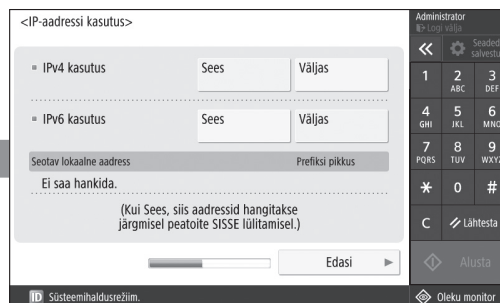 <IP-aadressi kasutus>
IPv4 kasutus Sees Väljas
IPv6 kasutus Sees Väljas
Seotav lokaalne aadress Prefiksi pikkus
Ei saa hankida.
(Kui Sees, siis aadressid hangitakse
järgmisel peatoite SISSE lülitamisel.)
Edasi
ID Süsteemihaldusrežiim.
Administrator
Logi välja
Seaded
salvestu
1 2 3
ABC DEF
4 5 6
GHI JKL MNO
7 8 9
PQRS TUV WXYZ
* 0 #
C Lähtesta
Alusta
Oleku monitor